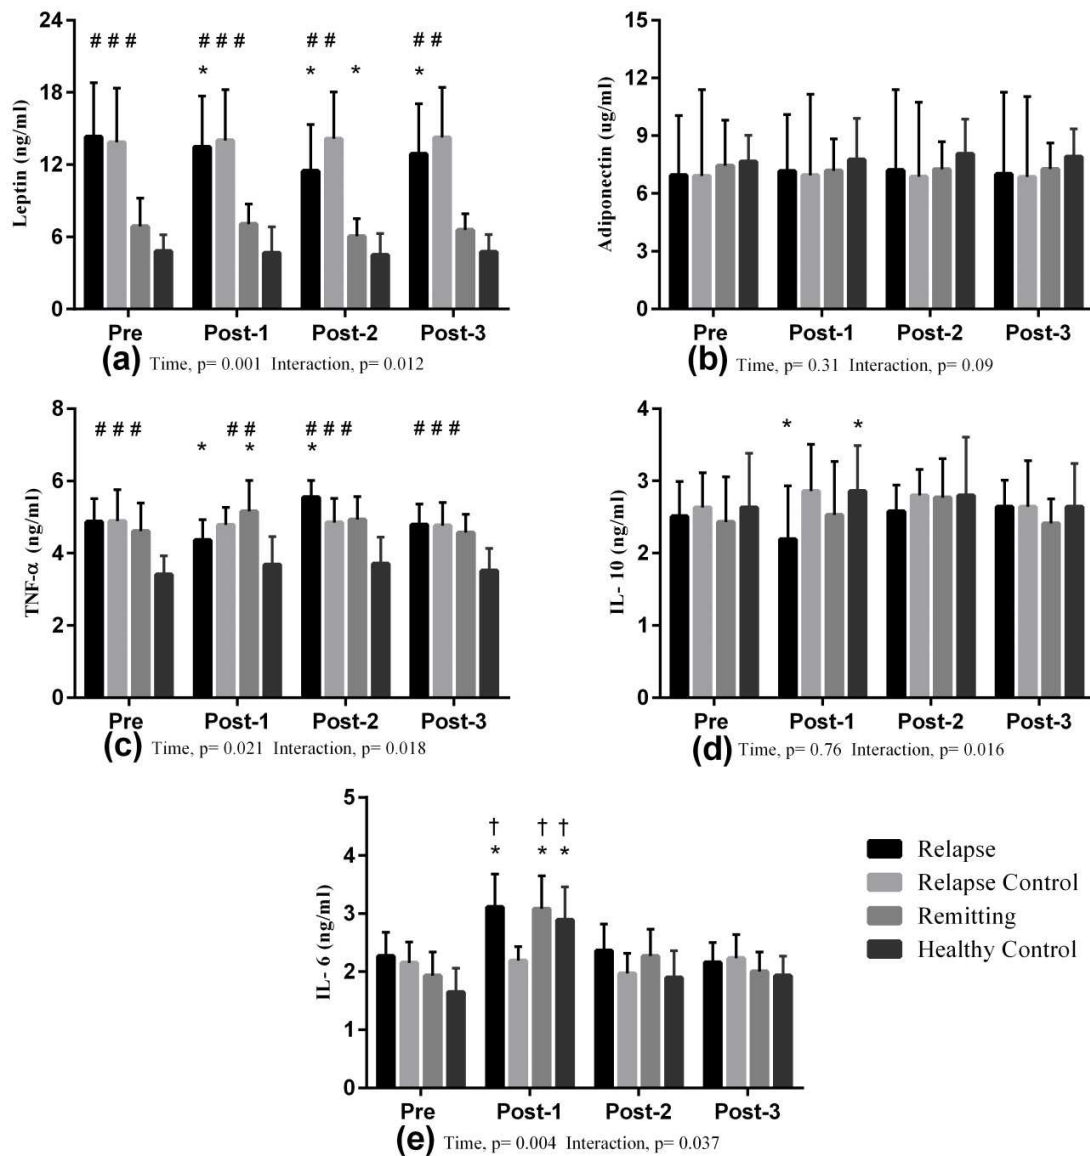 24
# # #
# # #
# #
# #
*
*
*
*
18
12
6
0
Leptin (ng/ml)
Pre
Post-1
Post-2
Post-3
(a) Time, p= 0.001 Interaction, p= 0.012
15
12
9
6
3
0
Adiponectin (ug/ml)
Pre
Post-1
Post-2
Post-3
(b) Time, p= 0.31 Interaction, p= 0.09
8
# # #
# #
# # #
# # #
*
*
*
6
4
2
0
TNF-α (ng/ml)
Pre
Post-1
Post-2
Post-3
(c) Time, p= 0.021 Interaction, p= 0.018
4
*
*
3
2
1
0
IL- 10 (ng/ml)
Pre
Post-1
Post-2
Post-3
(d) Time, p= 0.76 Interaction, p= 0.016
5
† † †
* * *
4
3
2
1
0
IL- 6 (ng/ml)
Pre
Post-1
Post-2
Post-3
(e) Time, p= 0.004 Interaction, p= 0.037
Relapse
Relapse Control
Remitting
Healthy Control